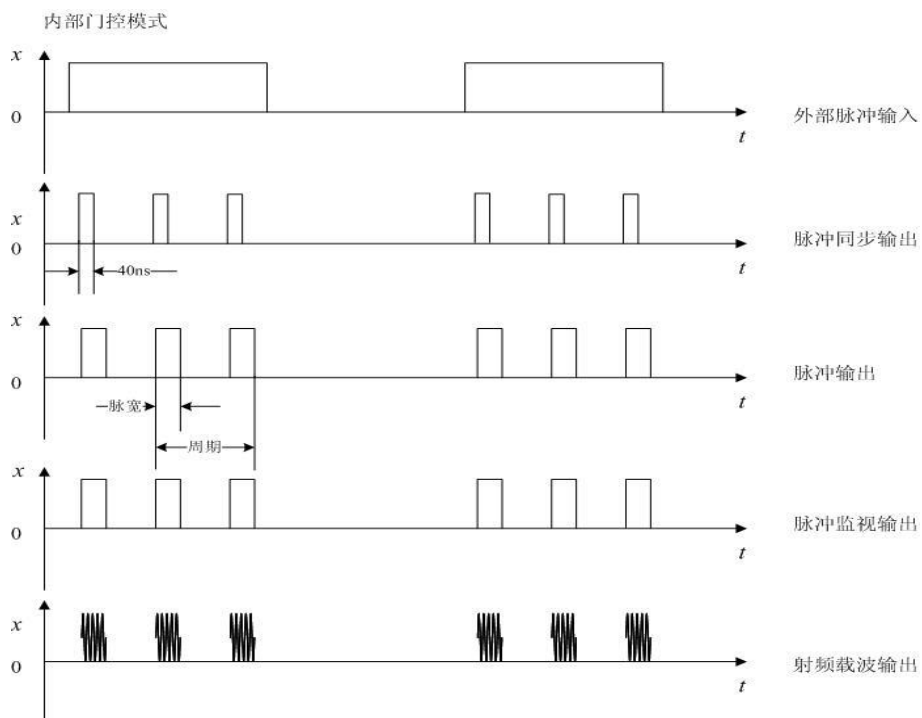 内部门控模式
x
0
t
外部脉冲输入
x
0
t
脉冲同步输出
40ns
x
0
t
脉冲输出
脉宽
周期
x
0
t
脉冲监视输出
x
0
t
射频载波输出